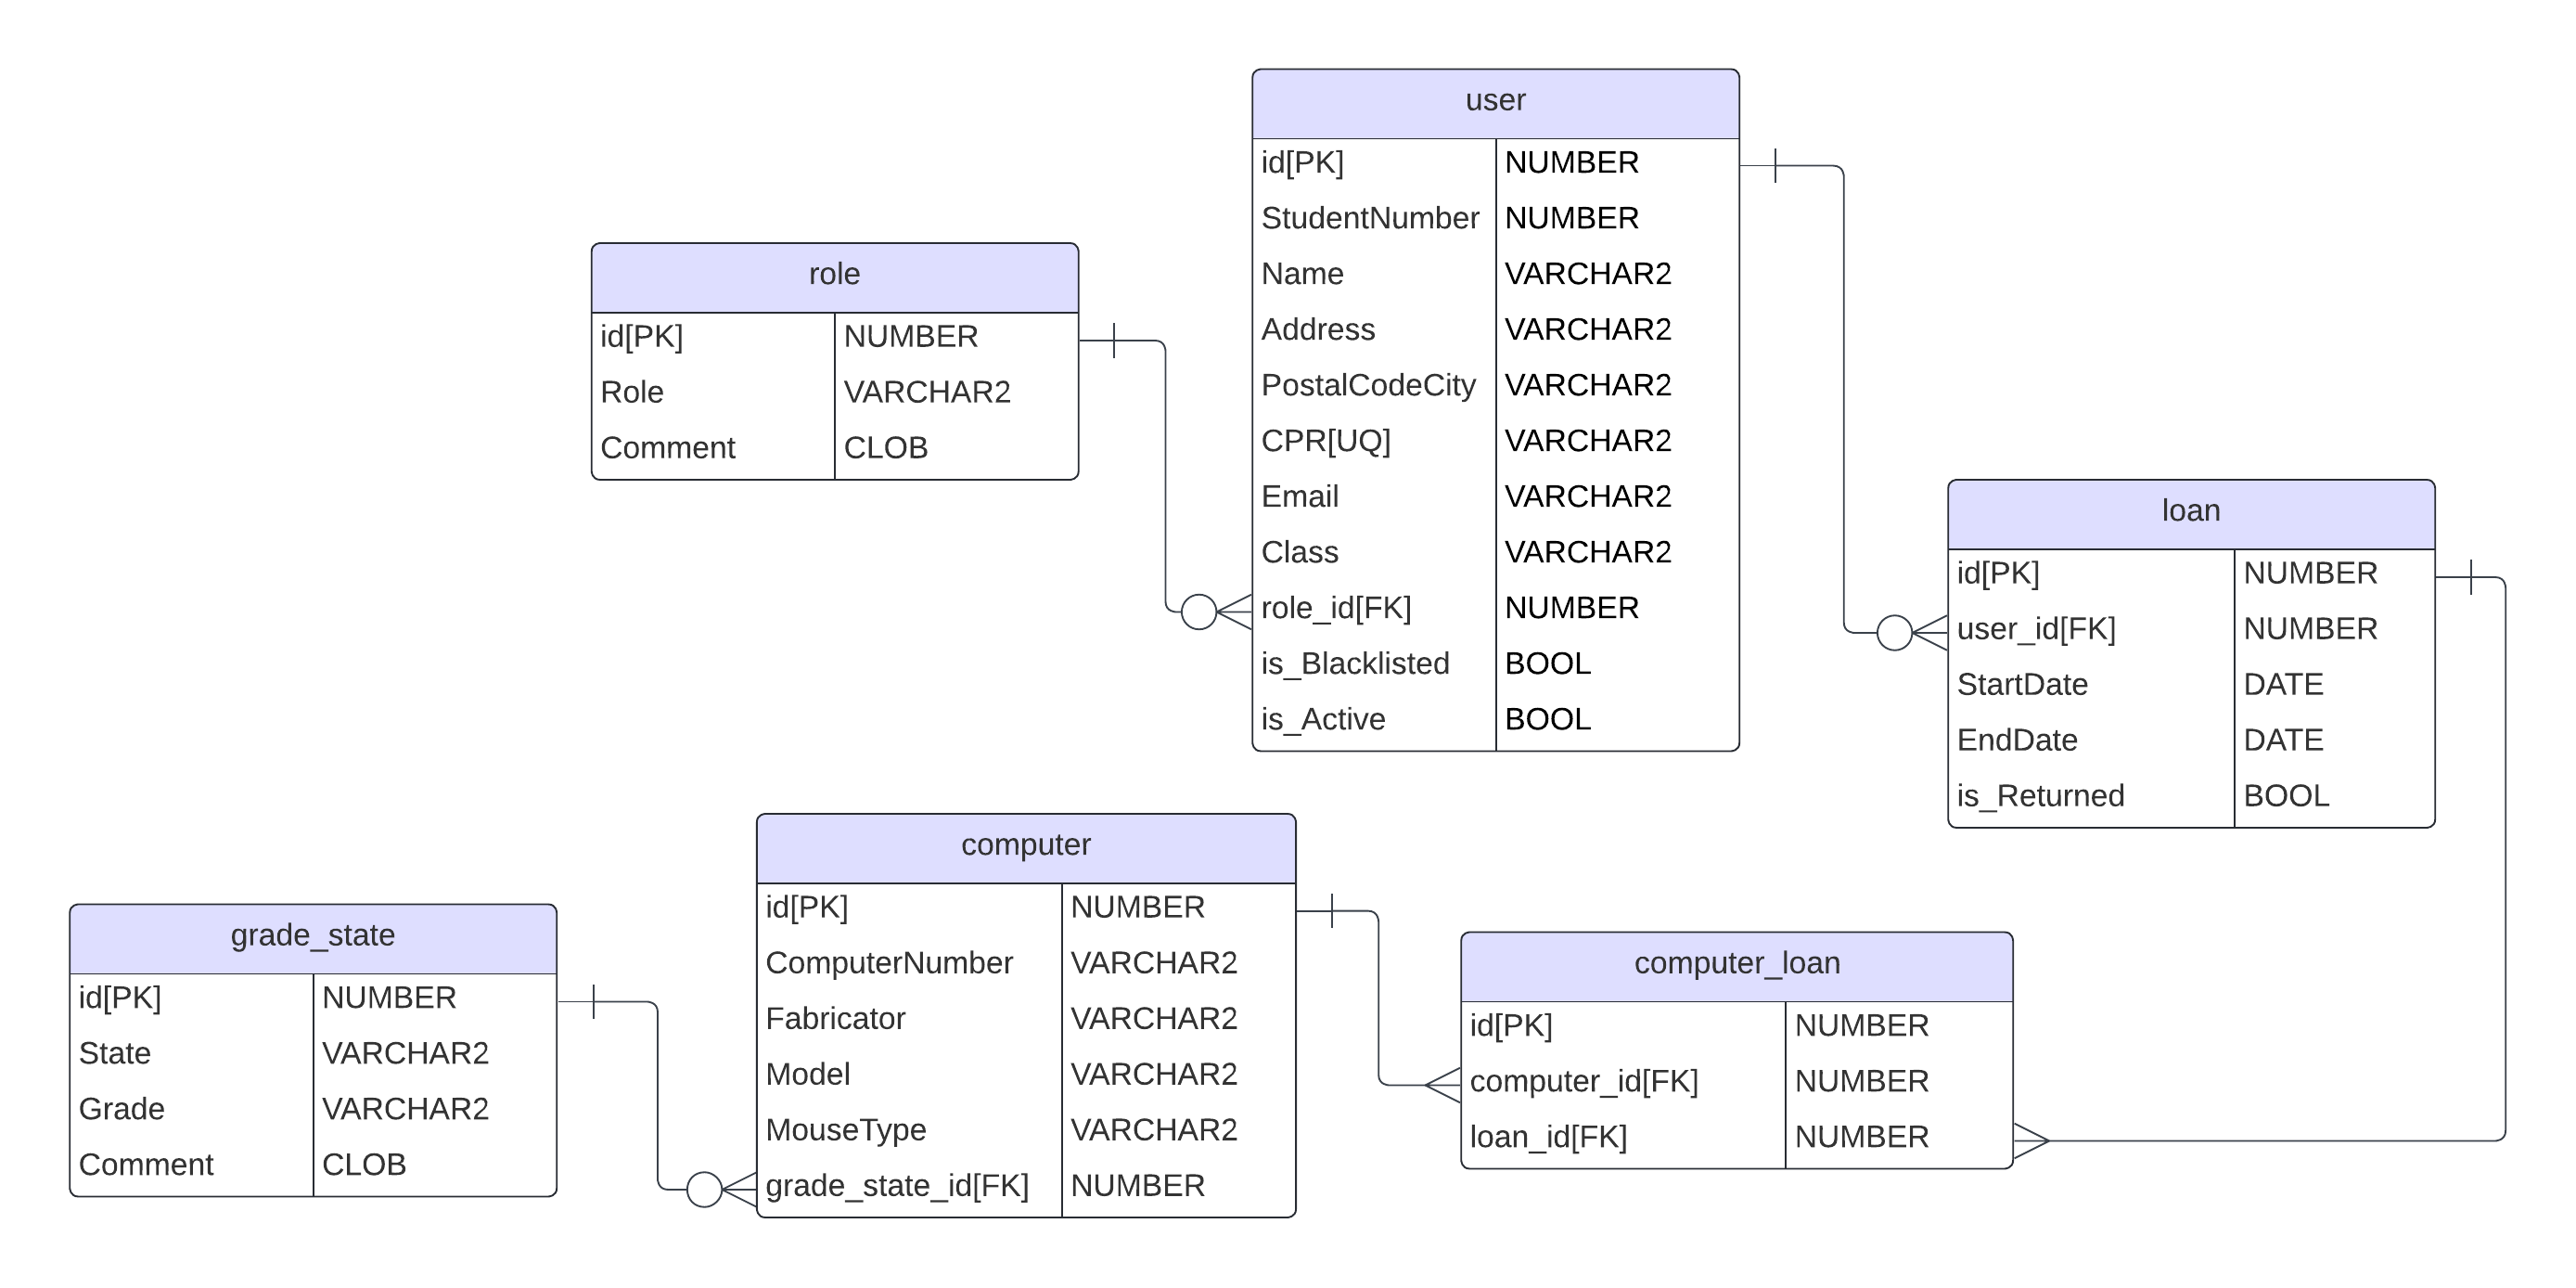 user
id[PK] NUMBER
StudentNumber NUMBER
Name VARCHAR2
Address VARCHAR2
PostalCodeCity VARCHAR2
CPR[UQ] VARCHAR2
Email VARCHAR2
Class VARCHAR2
role_id[FK] NUMBER
is_Blacklisted BOOL
is_Active BOOL
role
id[PK] NUMBER
Role VARCHAR2
Comment CLOB
loan
id[PK] NUMBER
user_id[FK] NUMBER
StartDate DATE
EndDate DATE
is_Returned BOOL
computer
id[PK] NUMBER
ComputerNumber VARCHAR2
Fabricator VARCHAR2
Model VARCHAR2
MouseType VARCHAR2
grade_state_id[FK] NUMBER
grade_state
id[PK] NUMBER
State VARCHAR2
Grade VARCHAR2
Comment CLOB
computer_loan
id[PK] NUMBER
computer_id[FK] NUMBER
loan_id[FK] NUMBER